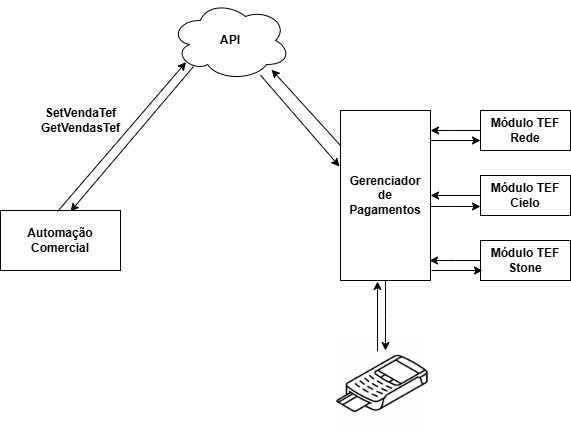 API
SetVendaTef
GetVendasTef
Automação
Comercial
Gerenciador
de
Pagamentos
Módulo TEF
Rede
Módulo TEF
Cielo
Módulo TEF
Stone